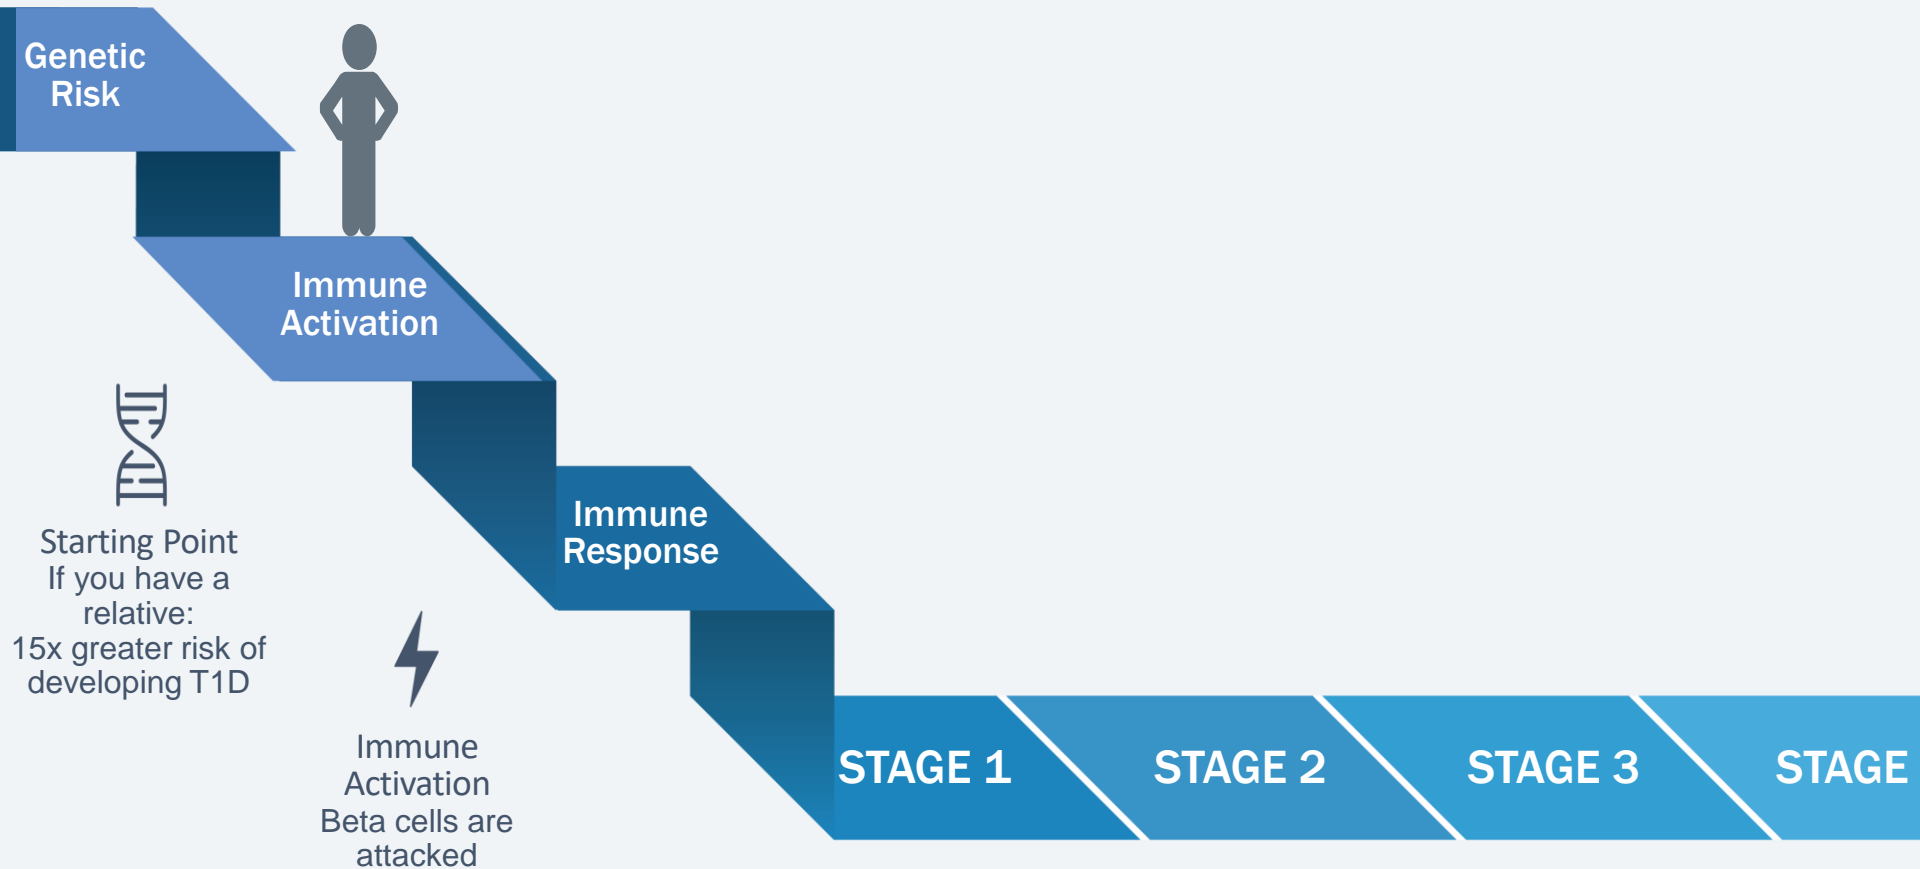 Genetic
Risk
Immune
Activation
Immune
Response
Starting Point
If you have a
relative:
15x greater risk of
developing T1D
Immune
Activation
Beta cells are
attacked
STAGE 1
STAGE 2
STAGE 3
STAGE